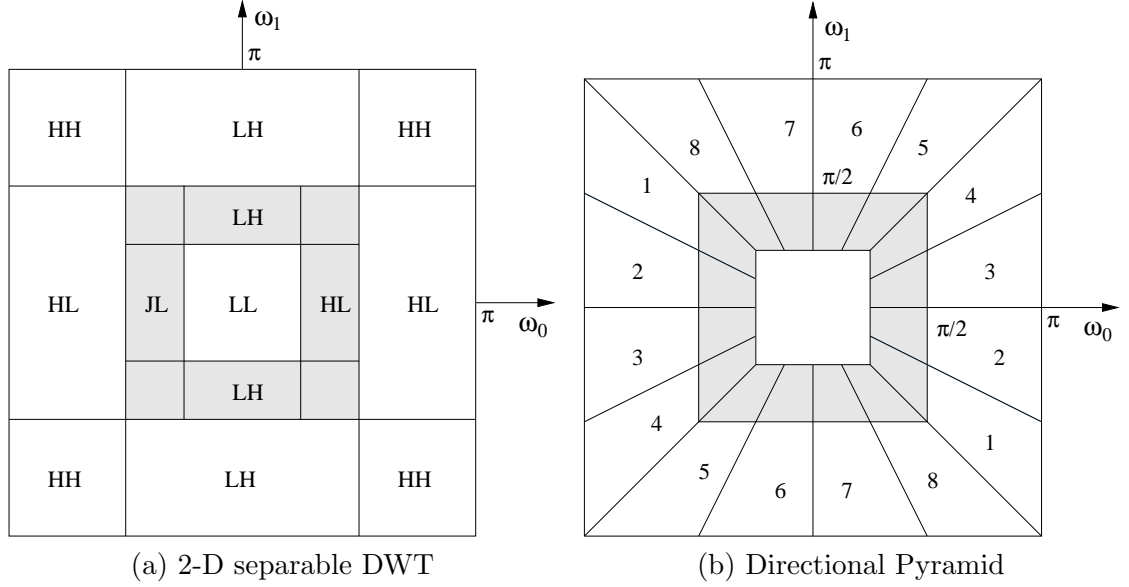 ω₁
π
HH LH HH
LH
HL JL LL HL HL
π ω₀
LH
HH LH HH
(a) 2-D separable DWT
ω₁
π
7 6
8 5
π/2
1 4
2 3
π/2 π ω₀
3 2
4 1
5 8
6 7
(b) Directional Pyramid